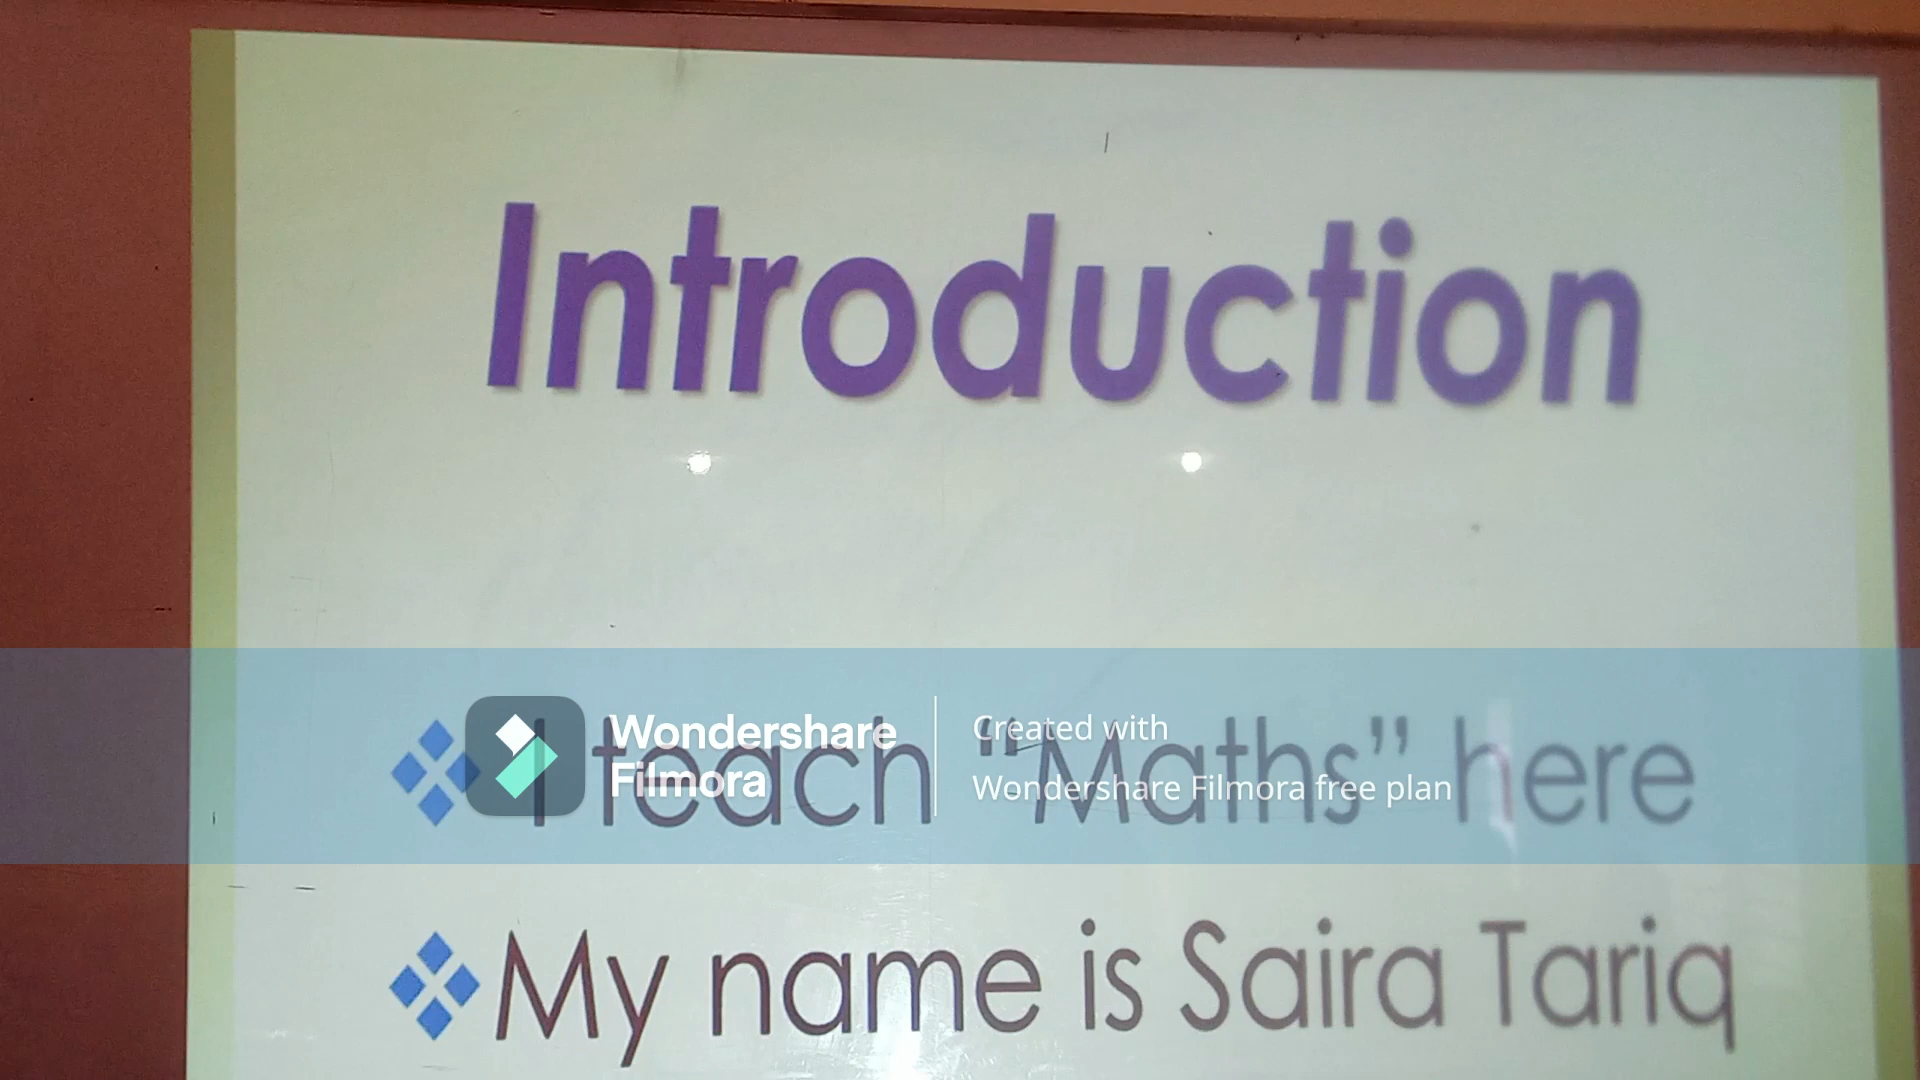 Introduction
I teach “Maths” here
Wondershare
Filmora
Created with
Wondershare Filmora free plan
My name is Saira Tariq